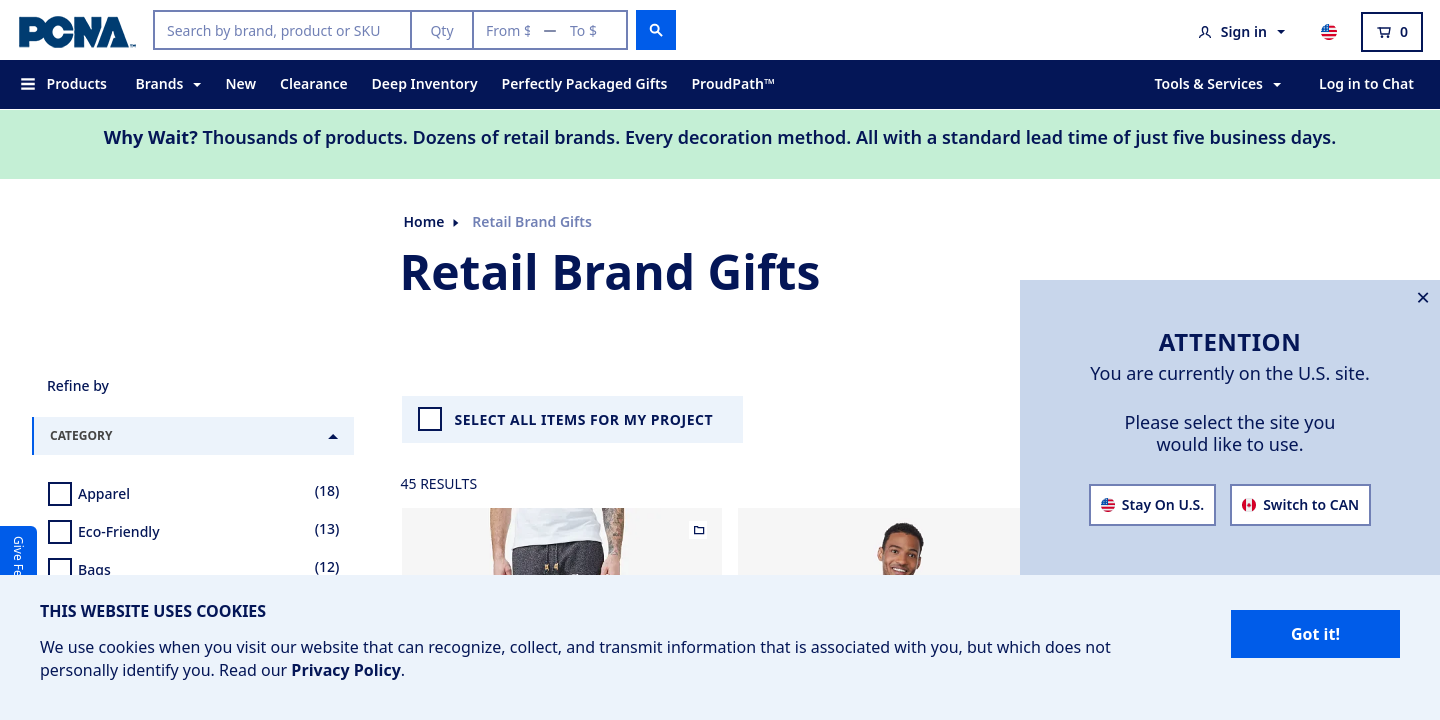 PCNA™
Search by brand, product or SKU
Qty
From $ — To $
Sign in
0
Products
Brands
New
Clearance
Deep Inventory
Perfectly Packaged Gifts
ProudPath™
Tools & Services
Log in to Chat
Why Wait? Thousands of products. Dozens of retail brands. Every decoration method. All with a standard lead time of just five business days.
Home
Retail Brand Gifts
Retail Brand Gifts
Refine by
CATEGORY
Apparel (18)
Eco-Friendly (13)
Bags (12)
Give Fe
SELECT ALL ITEMS FOR MY PROJECT
45 RESULTS
ATTENTION
You are currently on the U.S. site.
Please select the site you
would like to use.
Stay On U.S.
Switch to CAN
THIS WEBSITE USES COOKIES
We use cookies when you visit our website that can recognize, collect, and transmit information that is associated with you, but which does not
personally identify you. Read our Privacy Policy.
Got it!